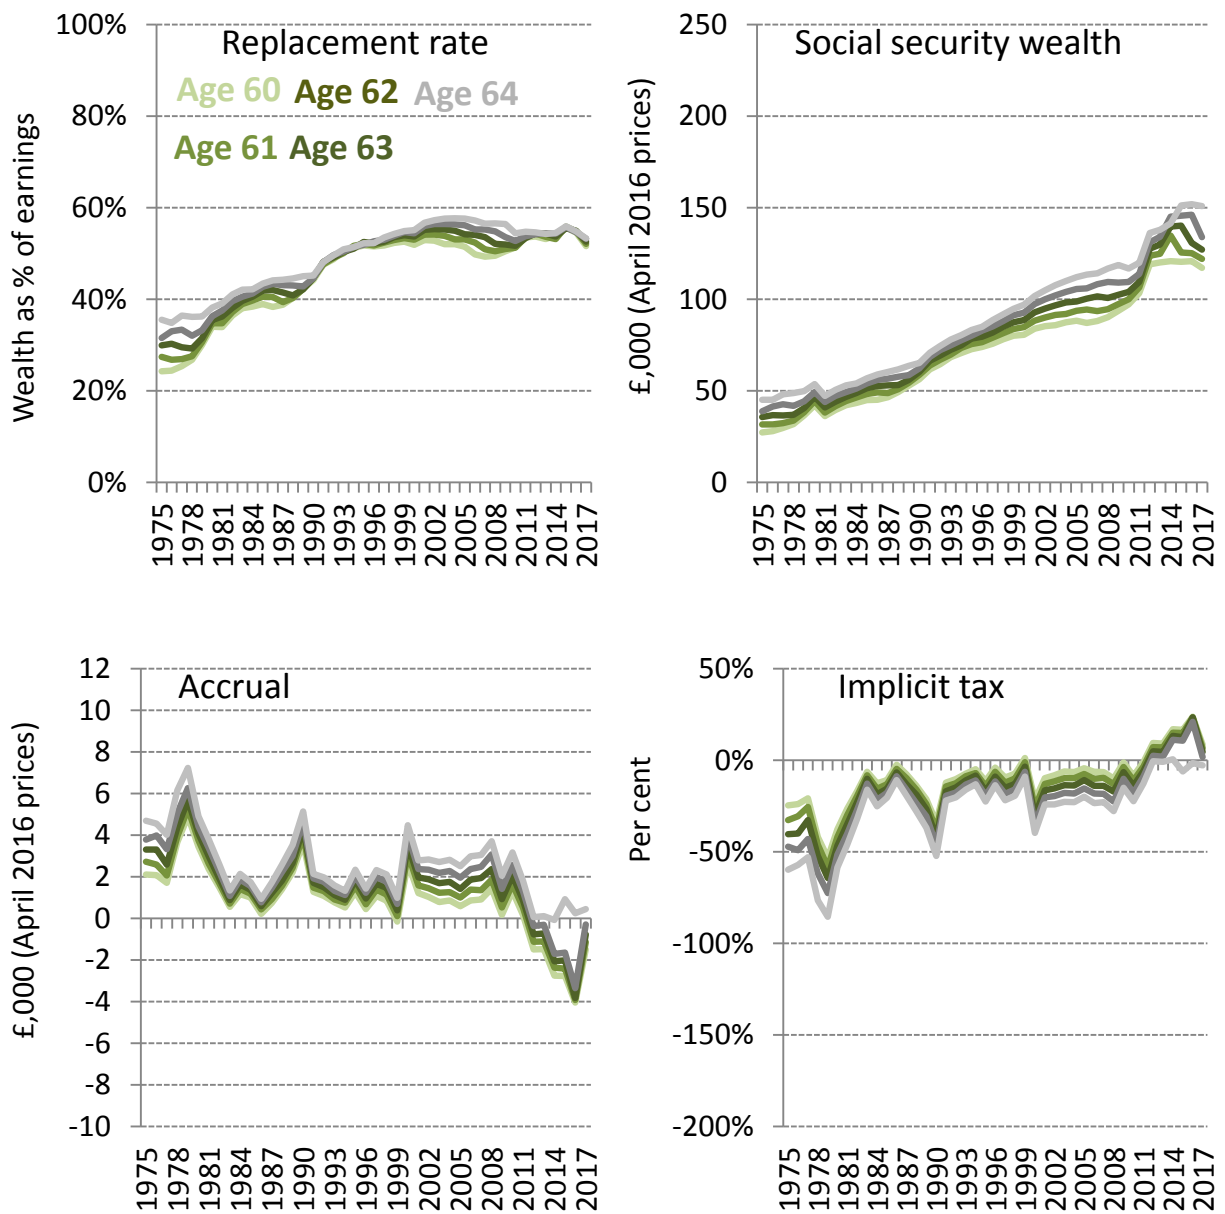 Replacement rate
Age 60 Age 62 Age 64
Age 61 Age 63
Wealth as % of earnings
100%
80%
60%
40%
20%
0%
1975 1978 1981 1984 1987 1990 1993 1996 1999 2002 2005 2008 2011 2014 2017
Social security wealth
£,000 (April 2016 prices)
250
200
150
100
50
0
1975 1978 1981 1984 1987 1990 1993 1996 1999 2002 2005 2008 2011 2014 2017
Accrual
£,000 (April 2016 prices)
12
10
8
6
4
2
0
-2
-4
-6
-8
-10
1975 1978 1981 1984 1987 1990 1993 1996 1999 2002 2005 2008 2011 2014 2017
Implicit tax
Per cent
50%
0%
-50%
-100%
-150%
-200%
1975 1978 1981 1984 1987 1990 1993 1996 1999 2002 2005 2008 2011 2014 2017